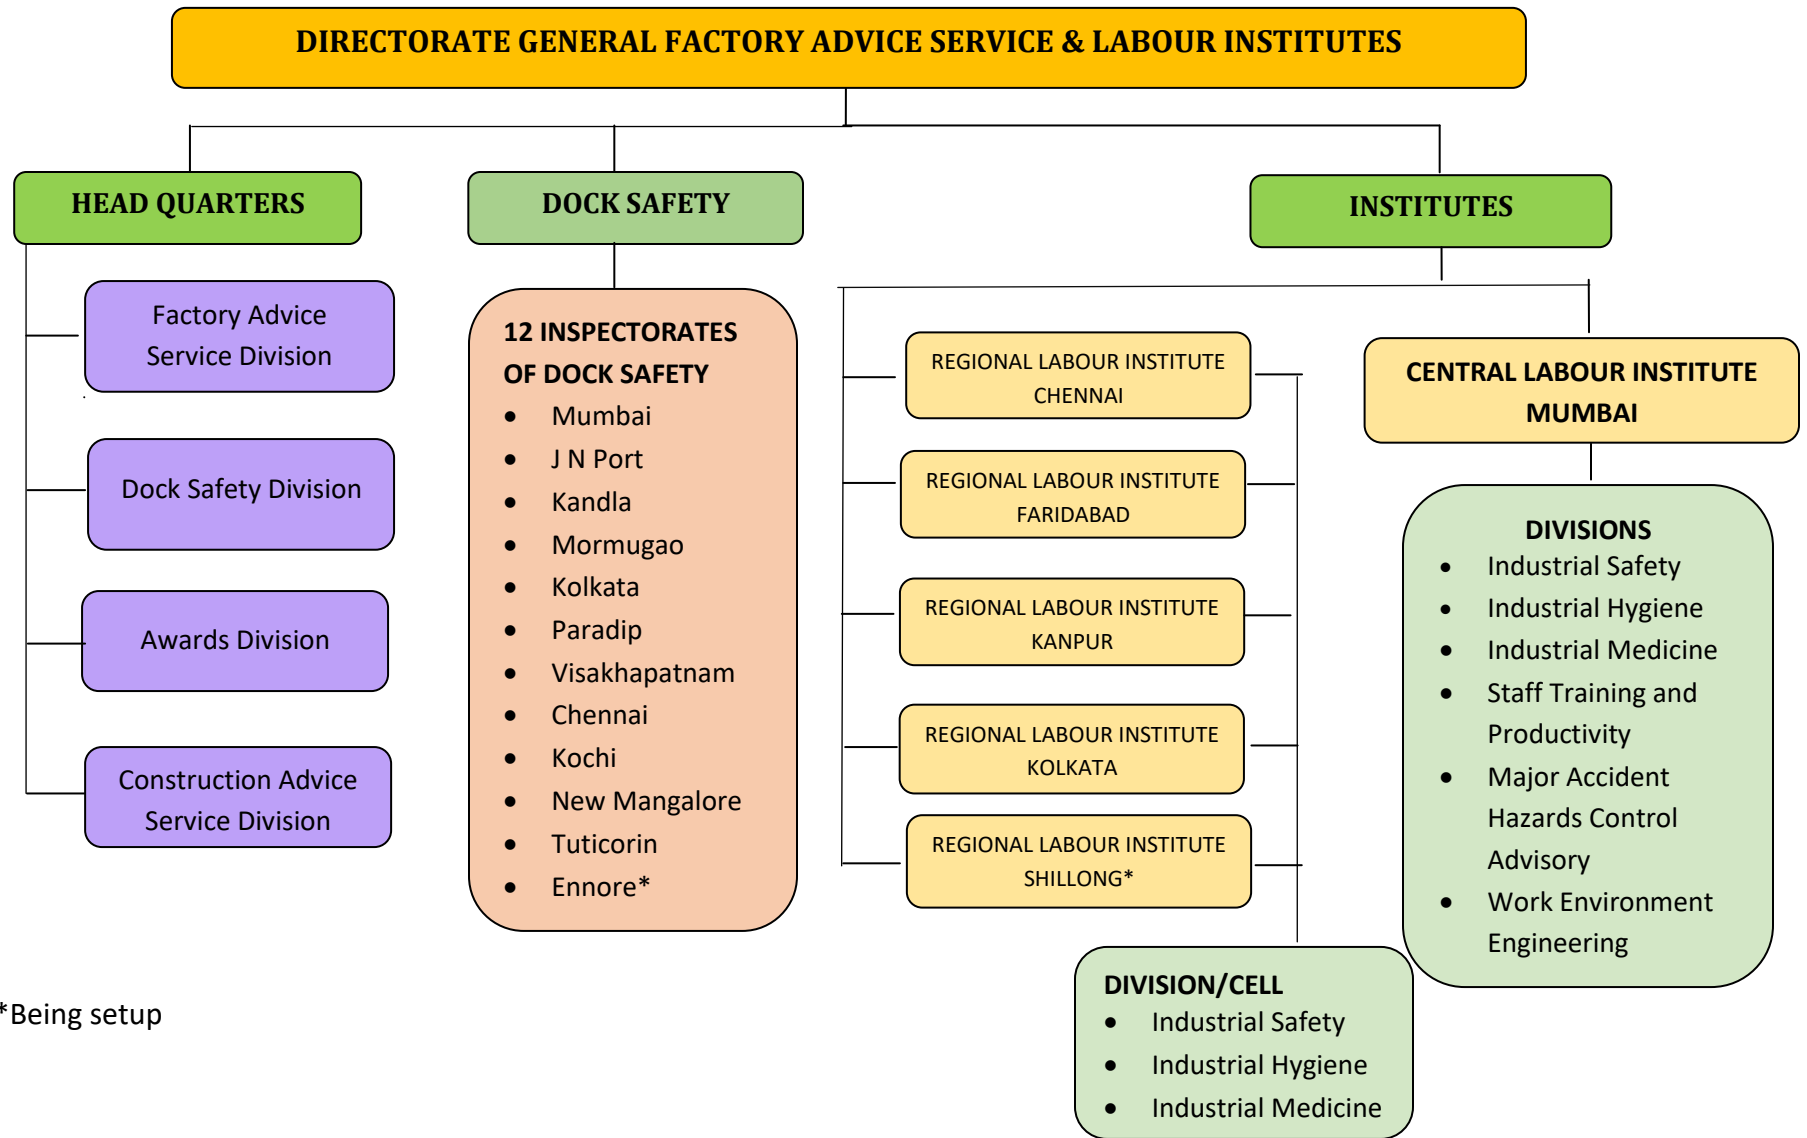 DIRECTORATE GENERAL FACTORY ADVICE SERVICE & LABOUR INSTITUTES
HEAD QUARTERS
Factory Advice
Service Division
Dock Safety Division
Awards Division
Construction Advice
Service Division
DOCK SAFETY
12 INSPECTORATES
OF DOCK SAFETY
• Mumbai
• J N Port
• Kandla
• Mormugao
• Kolkata
• Paradip
• Visakhapatnam
• Chennai
• Kochi
• New Mangalore
• Tuticorin
• Ennore*
INSTITUTES
REGIONAL LABOUR INSTITUTE
CHENNAI
REGIONAL LABOUR INSTITUTE
FARIDABAD
REGIONAL LABOUR INSTITUTE
KANPUR
REGIONAL LABOUR INSTITUTE
KOLKATA
REGIONAL LABOUR INSTITUTE
SHILLONG*
DIVISION/CELL
• Industrial Safety
• Industrial Hygiene
• Industrial Medicine
CENTRAL LABOUR INSTITUTE
MUMBAI
DIVISIONS
• Industrial Safety
• Industrial Hygiene
• Industrial Medicine
• Staff Training and
Productivity
• Major Accident
Hazards Control
Advisory
• Work Environment
Engineering
*Being setup